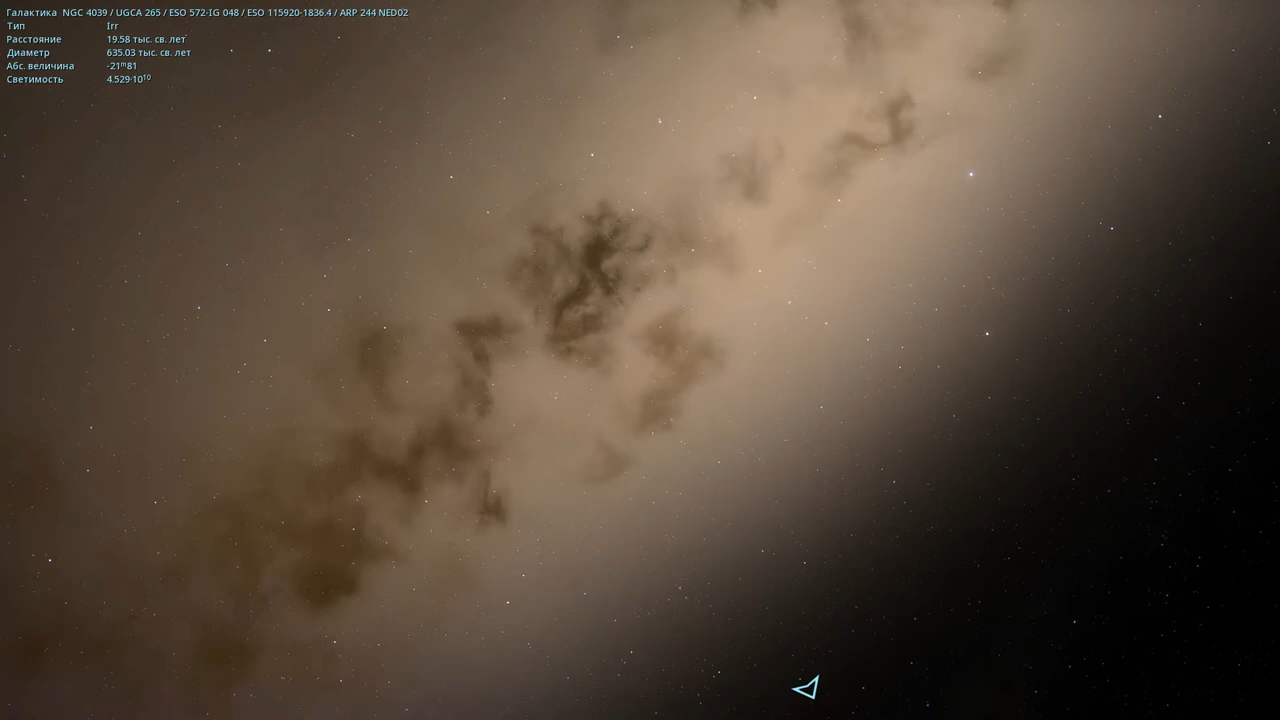 Галактика NGC 4039 / UGCA 265 / ESO 572-IG 048 / ESO 115920-1836.4 / ARP 244 NED02
Тип Irr
Расстояние 19.58 тыс. св. лет
Диаметр 635.03 тыс. св. лет
Абс. величина -21ᵐ81
Светимость 4.529·10¹⁰